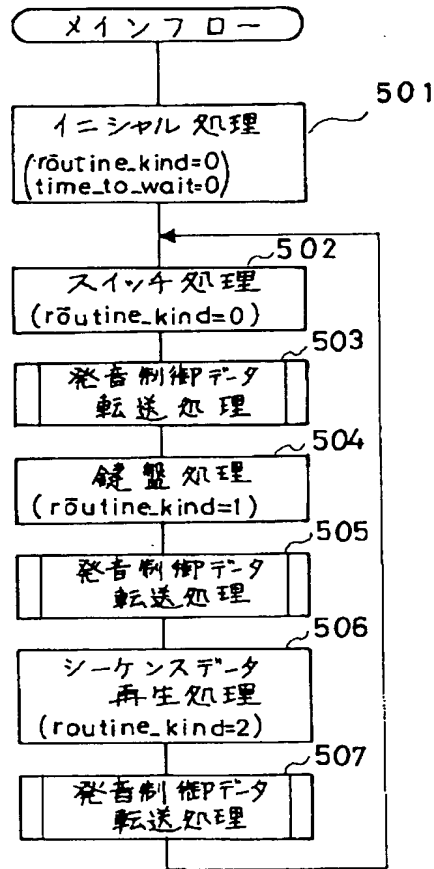 メインフロー
501
イニシャル処理
(routine_kind=0
time_to_wait=0)
502
スイッチ処理
(routine_kind=0)
503
発音制御データ
転送処理
504
鍵盤処理
(routine_kind=1)
505
発音制御データ
転送処理
506
シーケンスデータ
再生処理
(routine_kind=2)
507
発音制御データ
転送処理